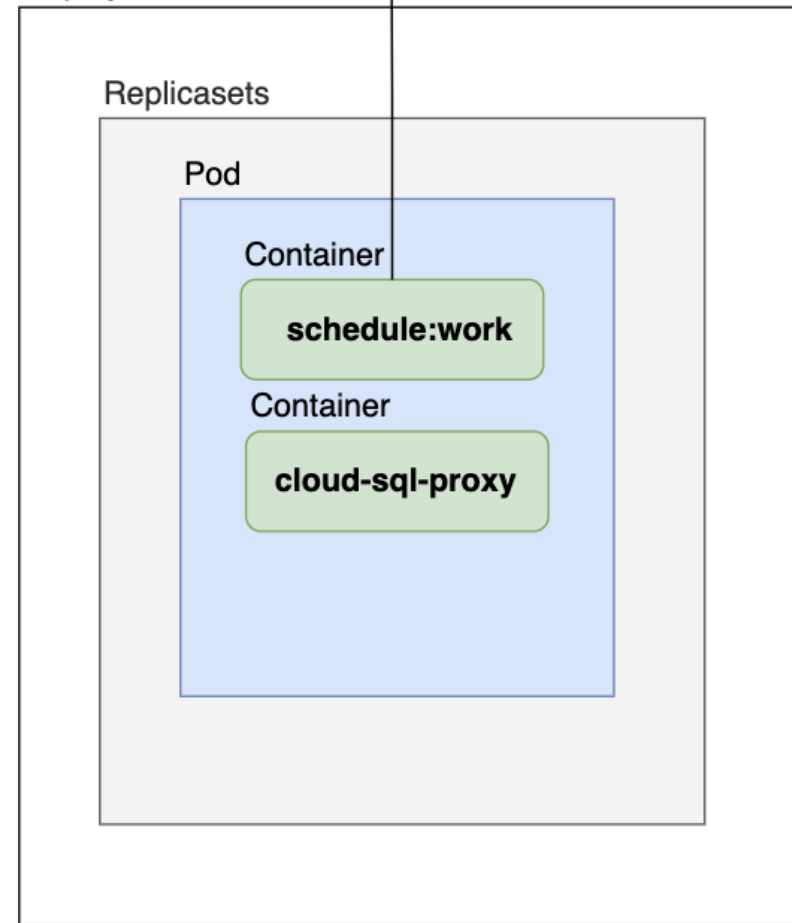 Replicasets
Pod
Container
schedule:work
Container
cloud-sql-proxy